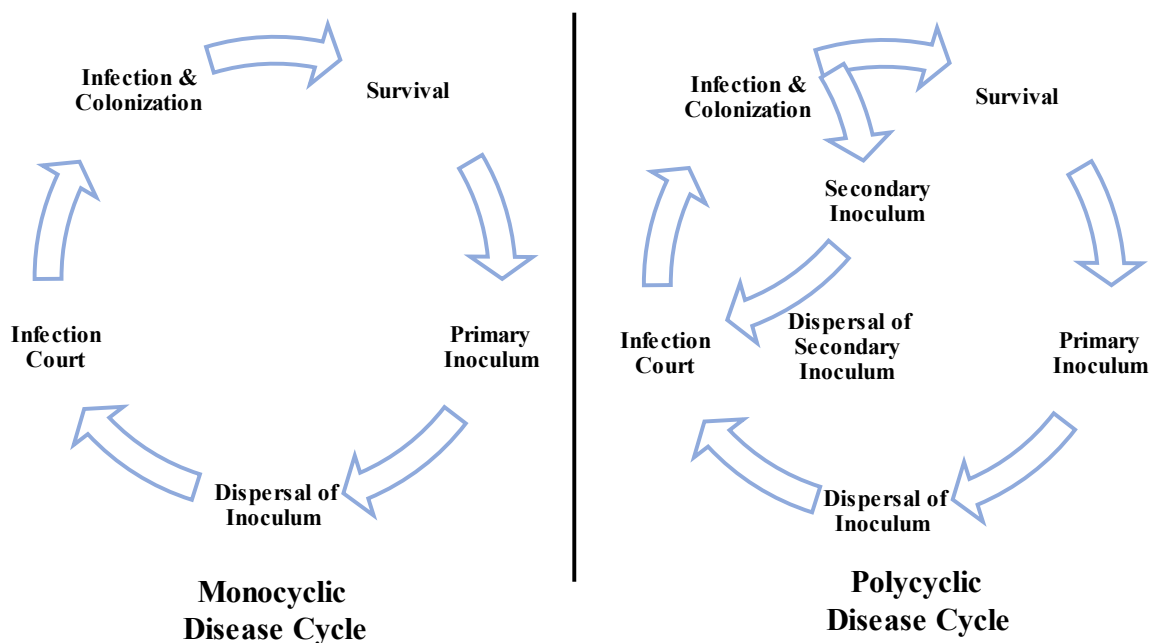 Infection &
Colonization
Survival
Infection
Court
Primary
Inoculum
Dispersal of
Inoculum
Monocyclic
Disease Cycle
Infection &
Colonization
Survival
Secondary
Inoculum
Infection
Court
Dispersal of
Secondary
Inoculum
Primary
Inoculum
Dispersal of
Inoculum
Polycyclic
Disease Cycle